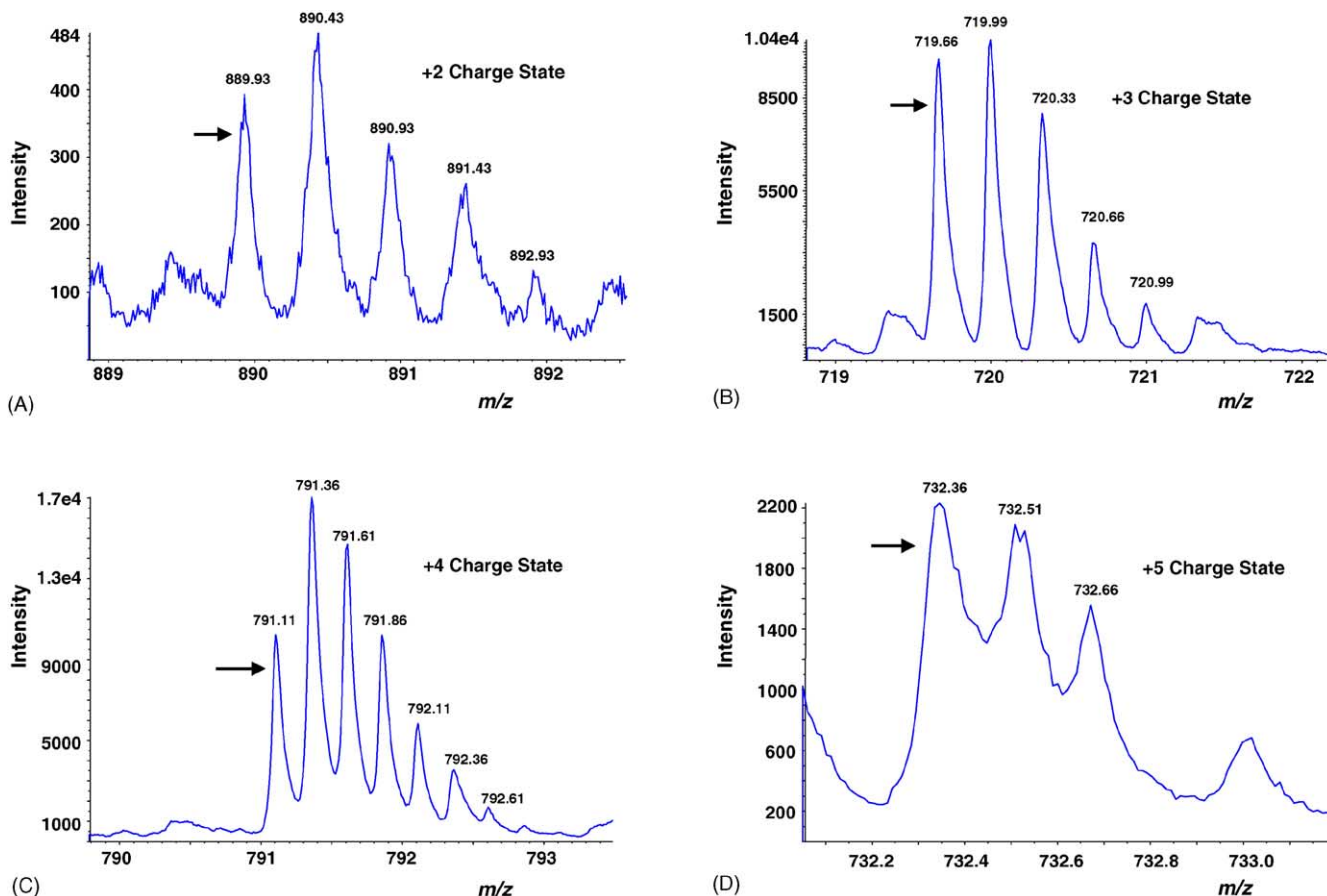 484
400
300
200
100
Intensity
889.93
890.43
890.93
891.43
892.93
+2 Charge State
889 890 891 892
m/z
(A)
1.04e4
8500
5500
1500
Intensity
719.66
719.99
720.33
720.66
720.99
+3 Charge State
719 720 721 722
m/z
(B)
1.7e4
1.3e4
9000
5000
1000
Intensity
791.11
791.36
791.61
791.86
792.11
792.36
792.61
+4 Charge State
790 791 792 793
m/z
(C)
2200
1800
1400
1000
600
200
Intensity
732.36
732.51
732.66
+5 Charge State
732.2 732.4 732.6 732.8 733.0
m/z
(D)